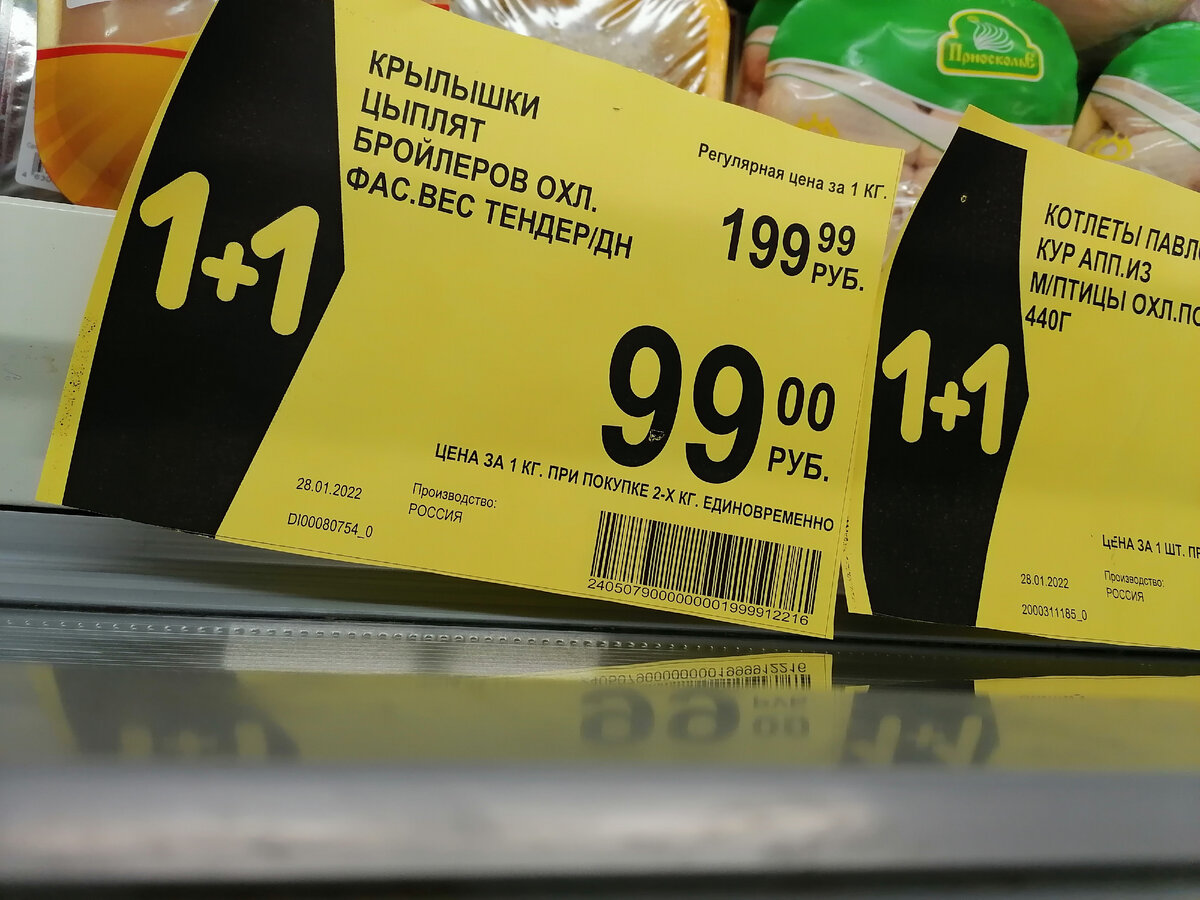 Приосколье
1+1
КРЫЛЫШКИ
ЦЫПЛЯТ
БРОЙЛЕРОВ ОХЛ.
ФАС.ВЕС ТЕНДЕР/ДН
Регулярная цена за 1 КГ.
199 99
РУБ.
99 00
РУБ.
ЦЕНА ЗА 1 КГ. ПРИ ПОКУПКЕ 2-Х КГ. ЕДИНОВРЕМЕННО
28.01.2022
Производство:
РОССИЯ
DI00080754_0
1+1
КОТЛЕТЫ
КУР АПП.ИЗ
М/ПТИЦЫ ОХЛ.
440Г
ЦЕНА ЗА 1 ШТ.
28.01.2022
Производство:
РОССИЯ
2000311185_0